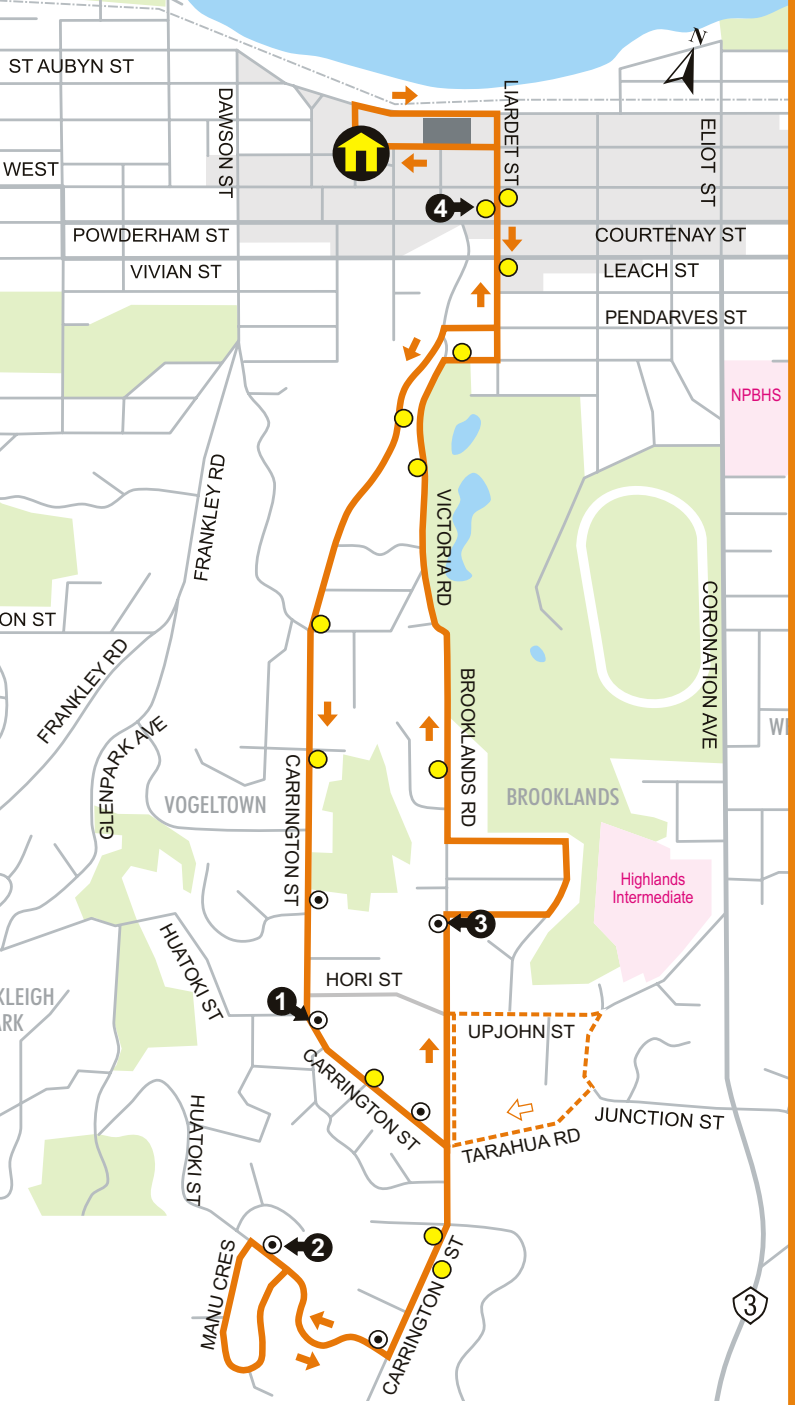 N
ST AUBYN ST
DAWSON ST
LIARDET ST
ELIOT ST
WEST
4
POWDERHAM ST
COURTENAY ST
VIVIAN ST
LEACH ST
PENDARVES ST
NPBHS
FRANKLEY RD
VICTORIA RD
ON ST
CORONATION AVE
FRANKLEY RD
BROOKLANDS RD
GLENPARK AVE
WE
CARRINGTON ST
VOGELTOWN
BROOKLANDS
Highlands
Intermediate
3
HUATOKI ST
HORI ST
KLEIGH
ARK
1
UPJOHN ST
CARRINGTON ST
JUNCTION ST
TARAHUA RD
HUATOKI ST
2
MANU CRES
CARRINGTON ST
3